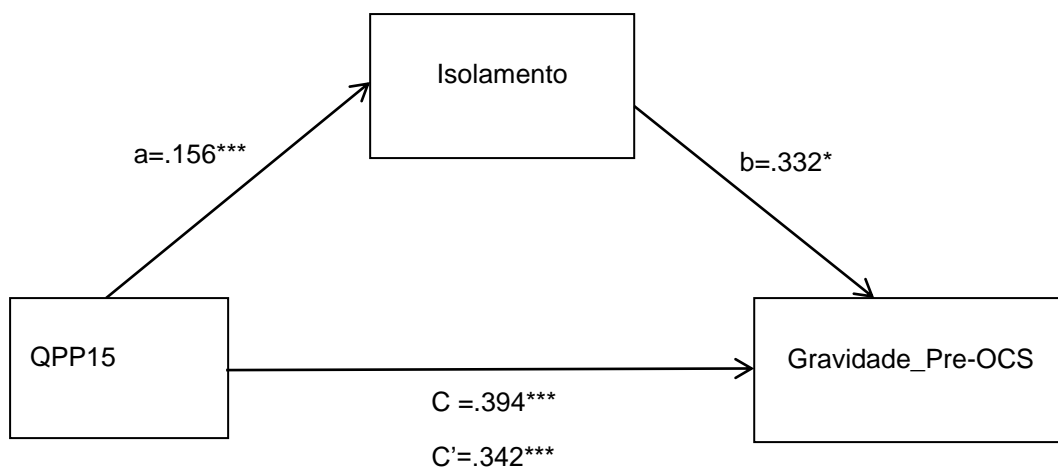 Isolamento
a=.156***
b=.332*
QPP15
Gravidade_Pre-OCS
C =.394***
C’=.342***